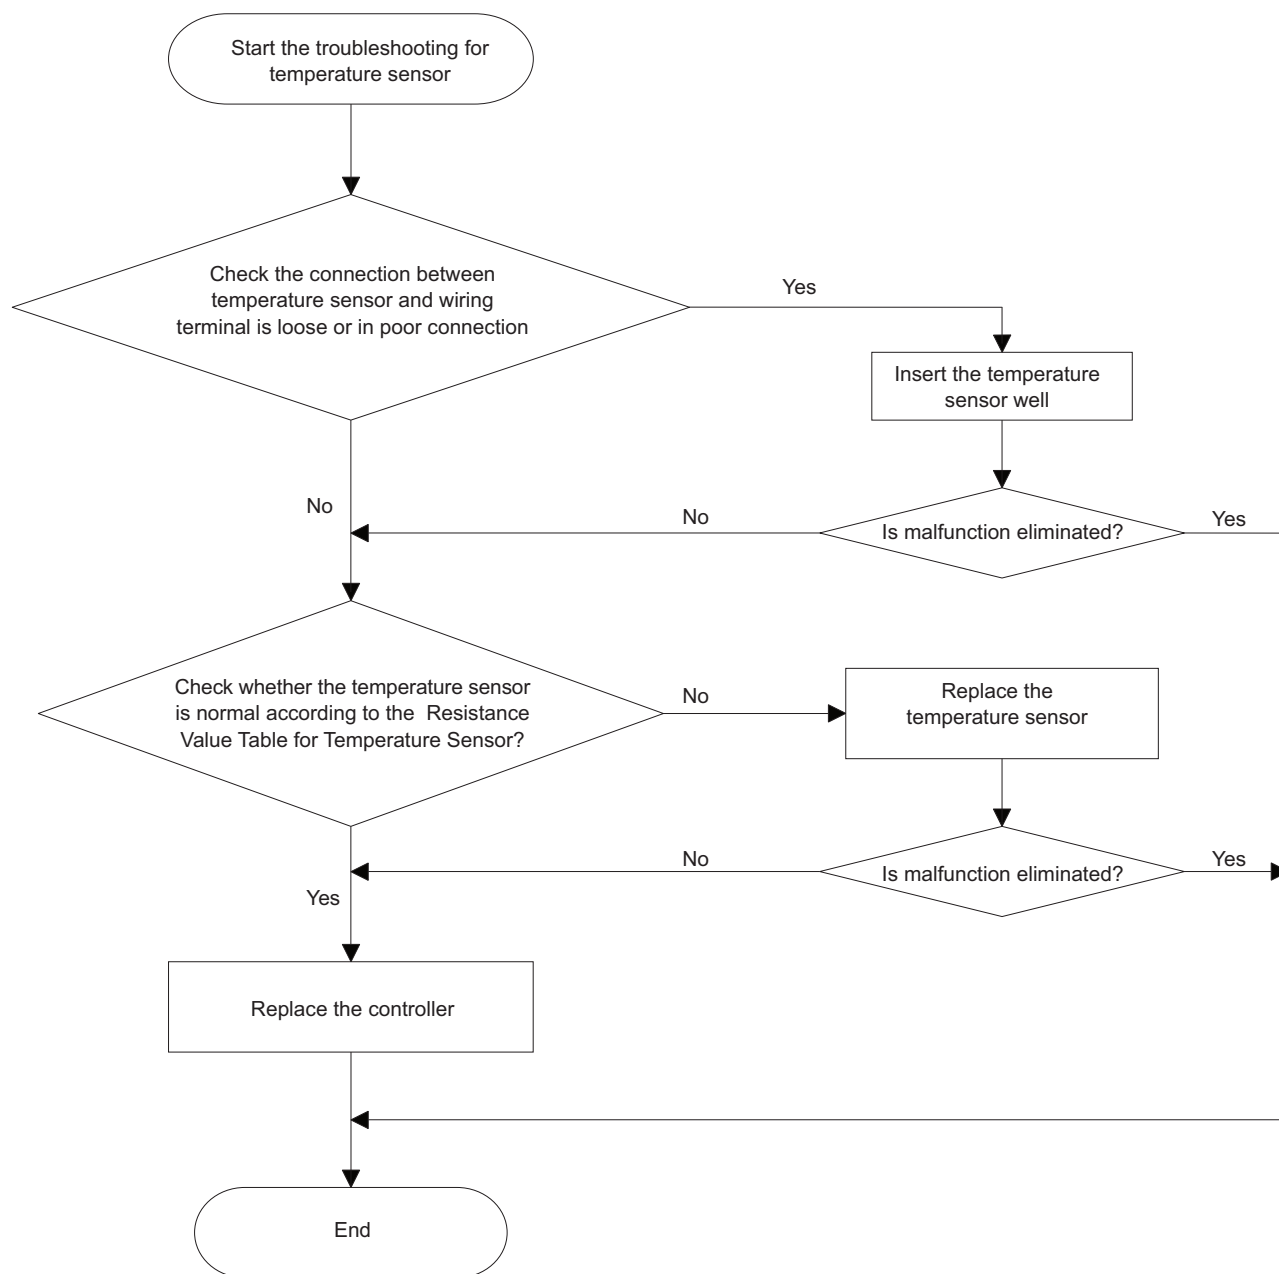 Start the troubleshooting for
temperature sensor
Check the connection between
temperature sensor and wiring
terminal is loose or in poor connection
Yes
Insert the temperature
sensor well
No
No
Is malfunction eliminated?
Yes
Check whether the temperature sensor
is normal according to the Resistance
Value Table for Temperature Sensor?
No
Replace the
temperature sensor
No
Is malfunction eliminated?
Yes
Yes
Replace the controller
End